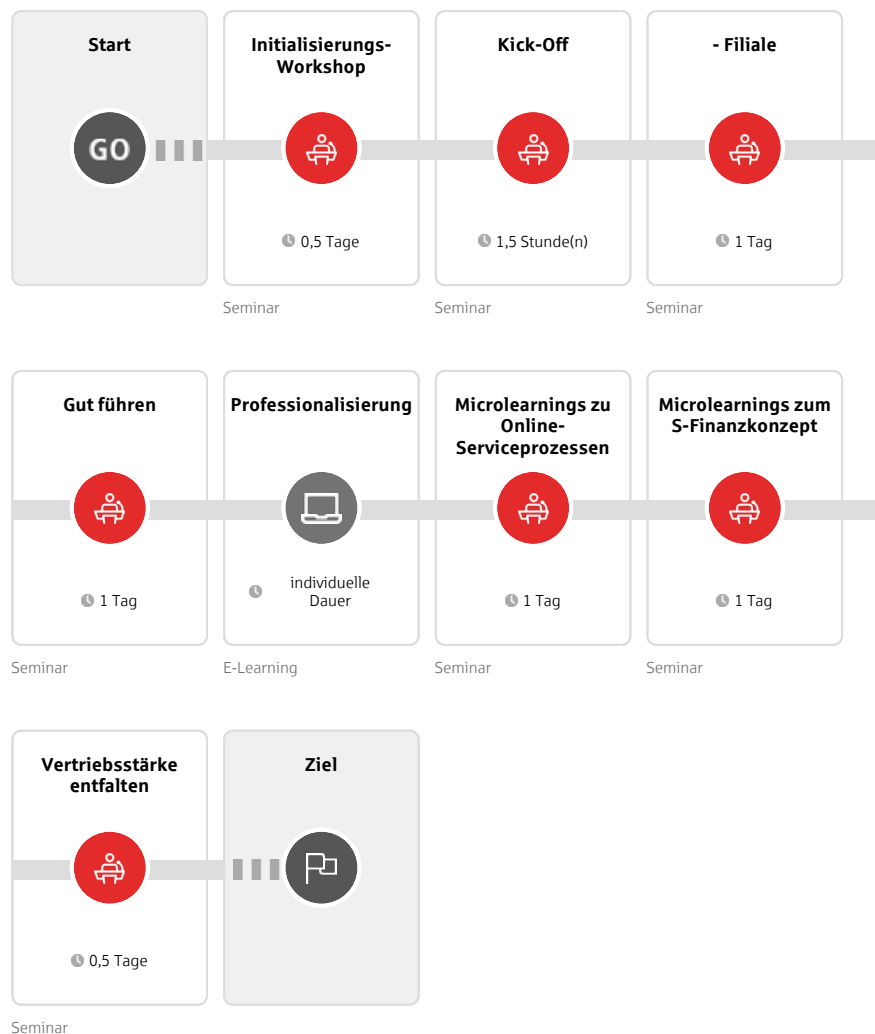 Start
GO
Initialisierungs-
Workshop
0,5 Tage
Seminar
Kick-Off
1,5 Stunde(n)
Seminar
- Filiale
1 Tag
Seminar
Gut führen
1 Tag
Seminar
Professionalisierung
individuelle
Dauer
E-Learning
Microlearnings zu
Online-
Serviceprozessen
1 Tag
Seminar
Microlearnings zum
S-Finanzkonzept
1 Tag
Seminar
Vertriebsstärke
entfalten
0,5 Tage
Seminar
Ziel